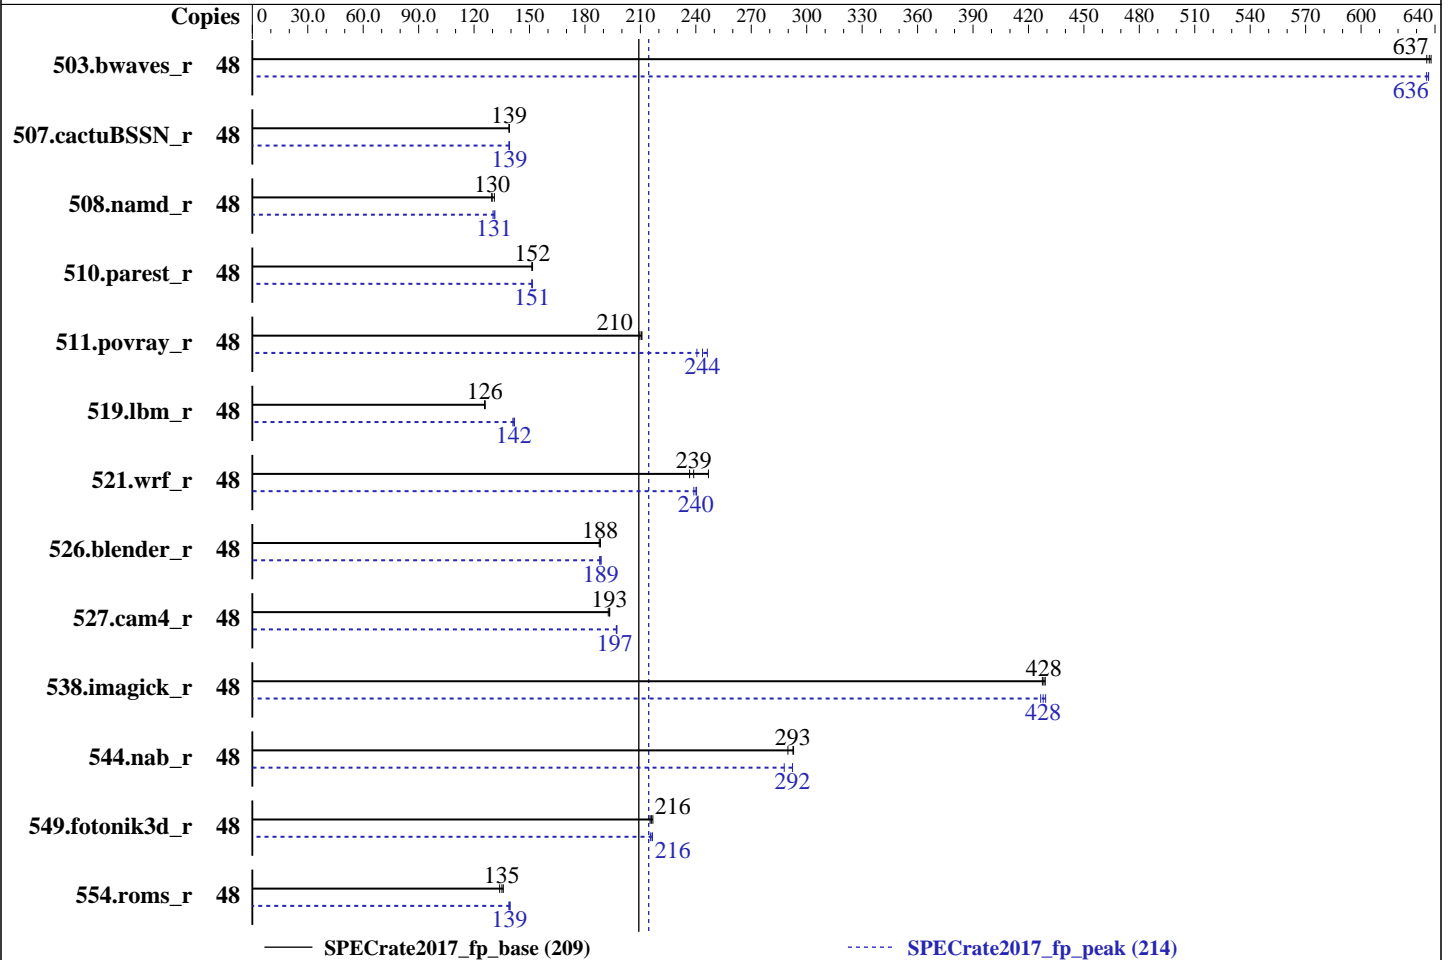 Copies 0 30.0 60.0 90.0 120 150 180 210 240 270 300 330 360 390 420 450 480 510 540 570 600 640
637
503.bwaves_r 48
636
139
507.cactuBSSN_r 48
139
130
508.namd_r 48
131
152
510.parest_r 48
151
210
511.povray_r 48
244
126
519.lbm_r 48
142
239
521.wrf_r 48
240
188
526.blender_r 48
189
193
527.cam4_r 48
197
428
538.imagick_r 48
428
293
544.nab_r 48
292
216
549.fotonik3d_r 48
216
135
554.roms_r 48
139
SPECrate2017_fp_base (209) SPECrate2017_fp_peak (214)